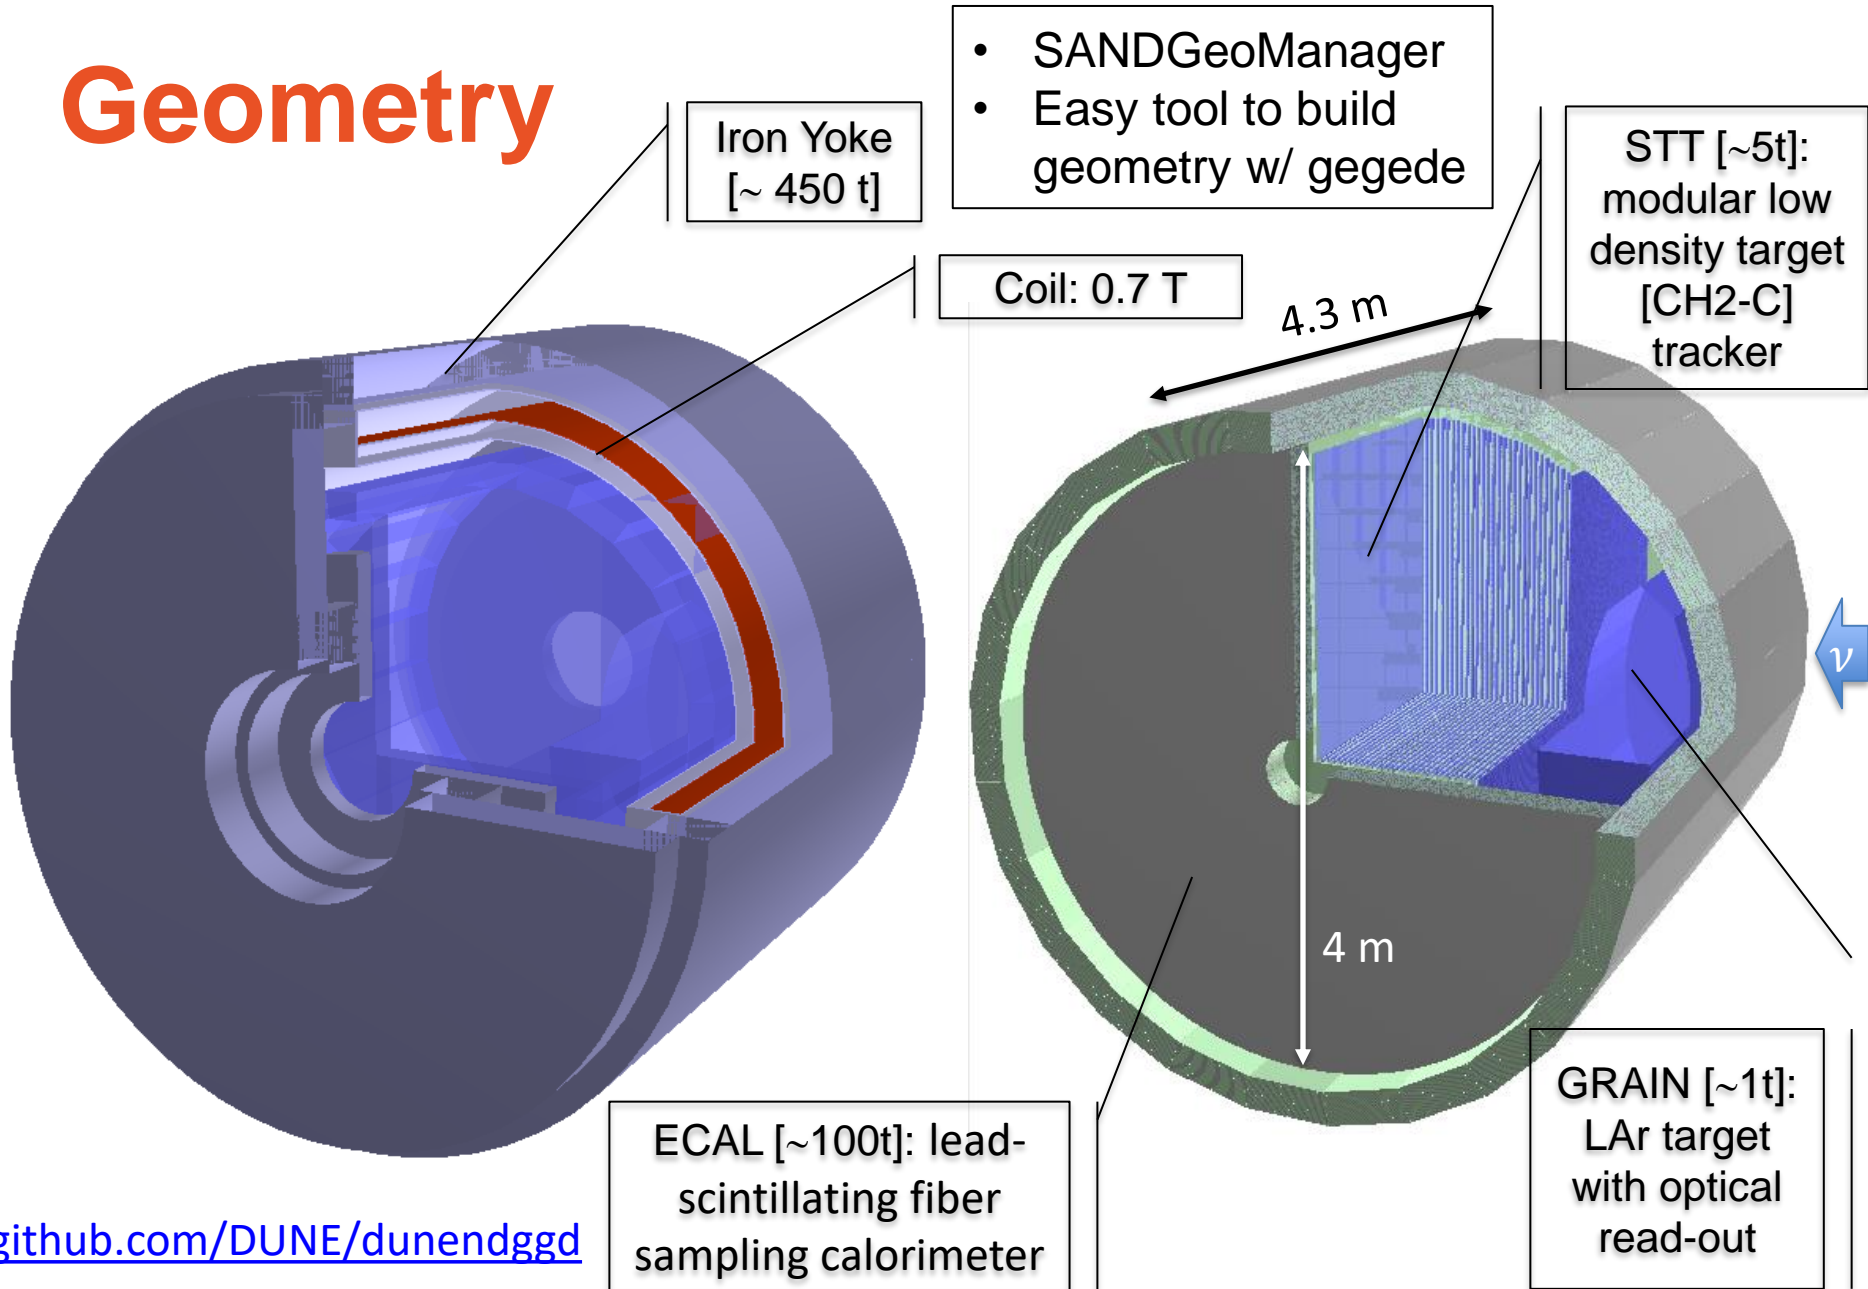 Geometry
• SANDGeoManager
• Easy tool to build
geometry w/ gegede
Iron Yoke
[~ 450 t]
Coil: 0.7 T
STT [~5t]:
modular low
density target
[CH2-C]
tracker
4.3 m
ν
4 m
ECAL [~100t]: lead-
scintillating fiber
sampling calorimeter
GRAIN [~1t]:
LAr target
with optical
read-out
github.com/DUNE/dunendggd